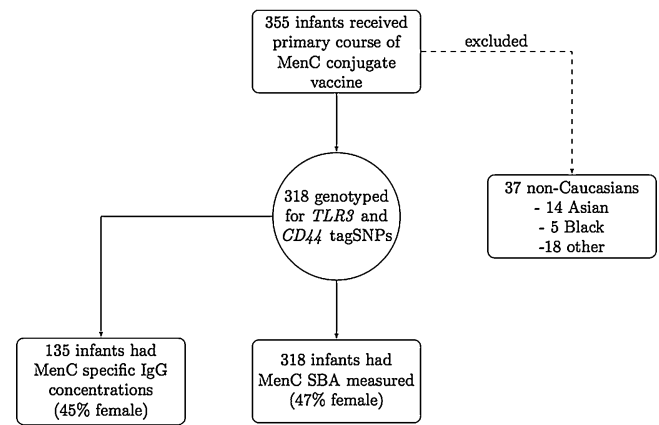 355 infants received
primary course of
MenC conjugate
vaccine
excluded
37 non-Caucasians
- 14 Asian
- 5 Black
-18 other
318 genotyped
for TLR3 and
CD44 tagSNPs
135 infants had
MenC specific IgG
concentrations
(45% female)
318 infants had
MenC SBA measured
(47% female)